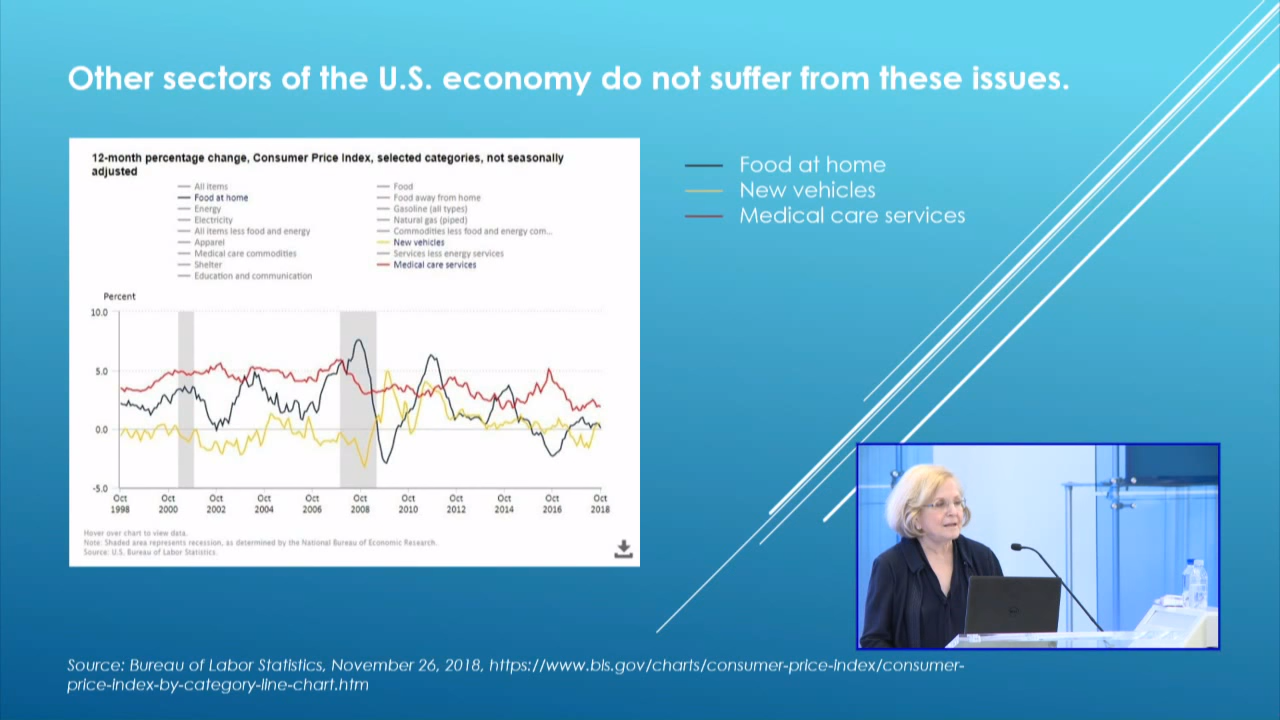 Other sectors of the U.S. economy do not suffer from these issues.
12-month percentage change, Consumer Price Index, selected categories, not seasonally
adjusted
All items
Food at home
Energy
Electricity
All items less food and energy
Apparel
Medical care commodities
Shelter
Education and communication
Food
Food away from home
Gasoline (all types)
Natural gas (piped)
Commodities less food and energy com...
New vehicles
Services less energy services
Medical care services
Percent
10.0
5.0
0.0
-5.0
Oct Oct Oct Oct Oct Oct Oct Oct Oct Oct Oct
1998 2000 2002 2004 2006 2008 2010 2012 2014 2016 2018
Hover over chart to view data.
Note: Shaded area represents recession, as determined by the National Bureau of Economic Research.
Source: U.S. Bureau of Labor Statistics.
Food at home
New vehicles
Medical care services
Source: Bureau of Labor Statistics, November 26, 2018, https://www.bls.gov/charts/consumer-price-index/consumer-
price-index-by-category-line-chart.htm